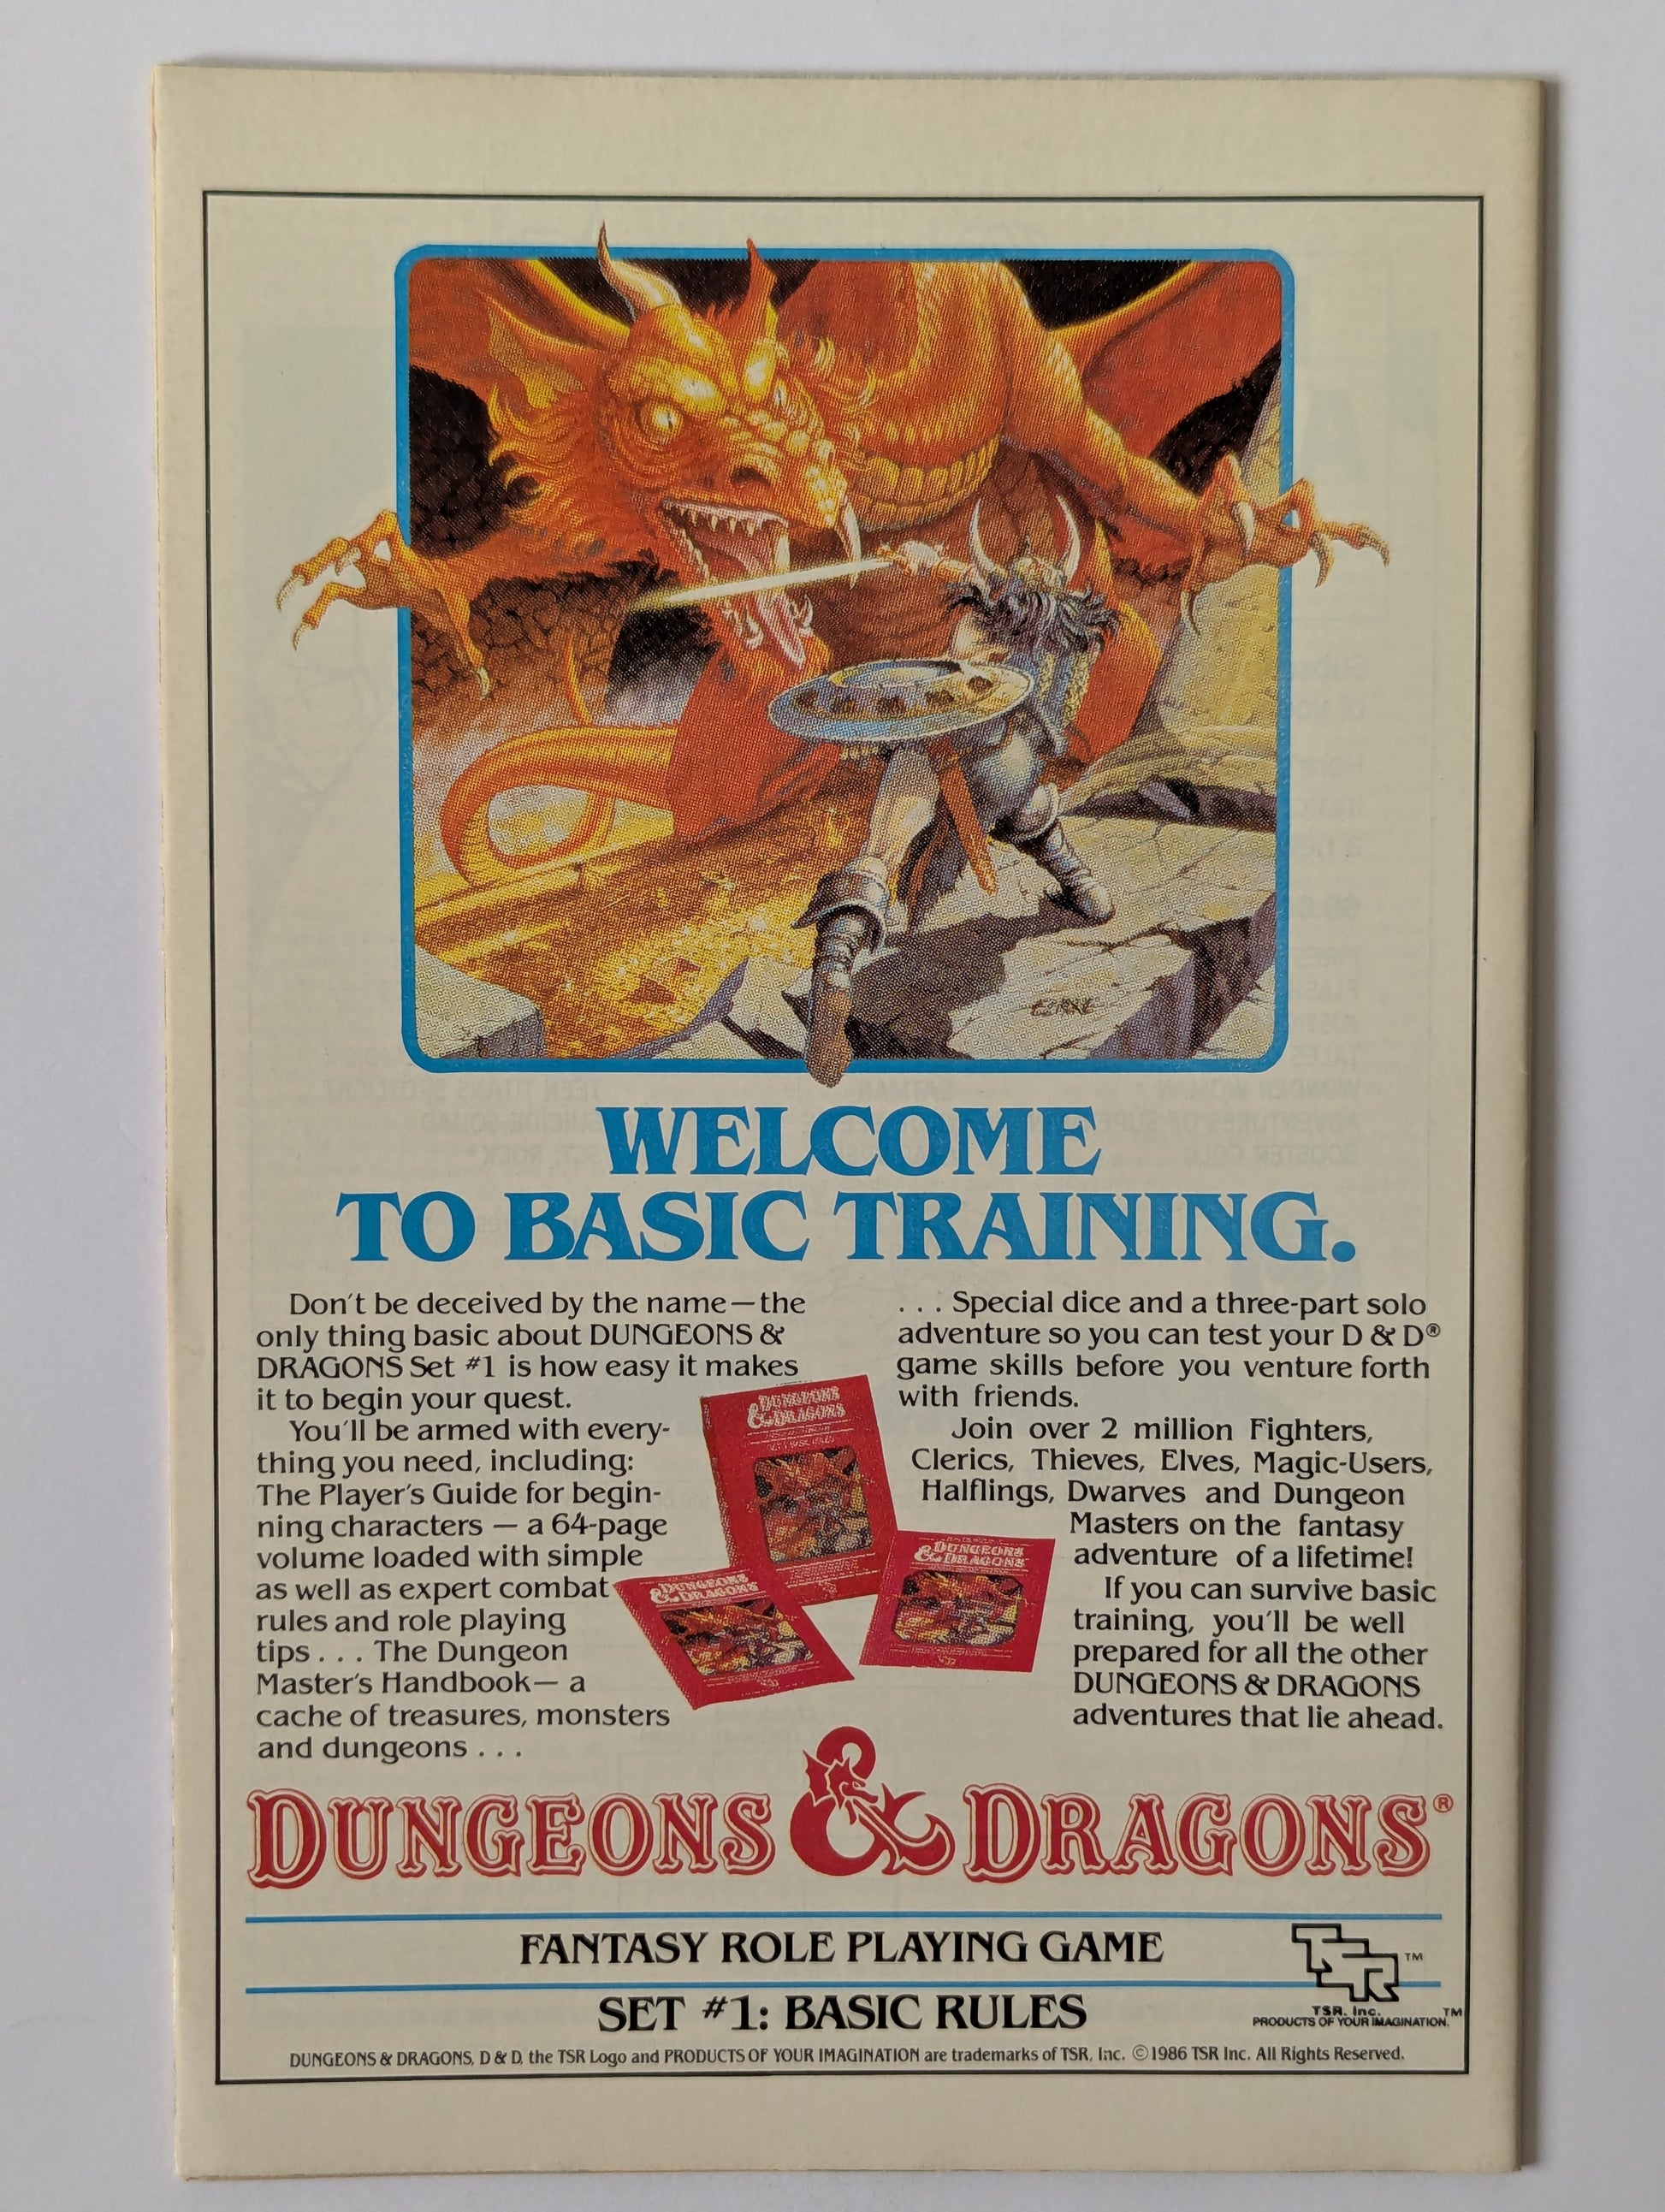 WELCOME
TO BASIC TRAINING.
Don't be deceived by the name—the
only thing basic about DUNGEONS &
DRAGONS Set #1 is how easy it makes
it to begin your quest.
You'll be armed with every-
thing you need, including:
The Player's Guide for begin-
ning characters — a 64-page
volume loaded with simple
as well as expert combat
rules and role playing
tips . . . The Dungeon
Master's Handbook— a
cache of treasures, monsters
and dungeons . . .
. . . Special dice and a three-part solo
adventure so you can test your D & D®
game skills before you venture forth
with friends.
Join over 2 million Fighters,
Clerics, Thieves, Elves, Magic-Users,
Halflings, Dwarves and Dungeon
Masters on the fantasy
adventure of a lifetime!
If you can survive basic
training, you'll be well
prepared for all the other
DUNGEONS & DRAGONS
adventures that lie ahead.
DUNGEONS
& DRAGONS
DUNGEONS
& DRAGONS
DUNGEONS
& DRAGONS
DUNGEONS & DRAGONS®
FANTASY ROLE PLAYING GAME
SET #1: BASIC RULES
TSR™
TSR, Inc.
PRODUCTS OF YOUR IMAGINATION.™
DUNGEONS & DRAGONS, D & D, the TSR Logo and PRODUCTS OF YOUR IMAGINATION are trademarks of TSR, Inc. ©1986 TSR Inc. All Rights Reserved.